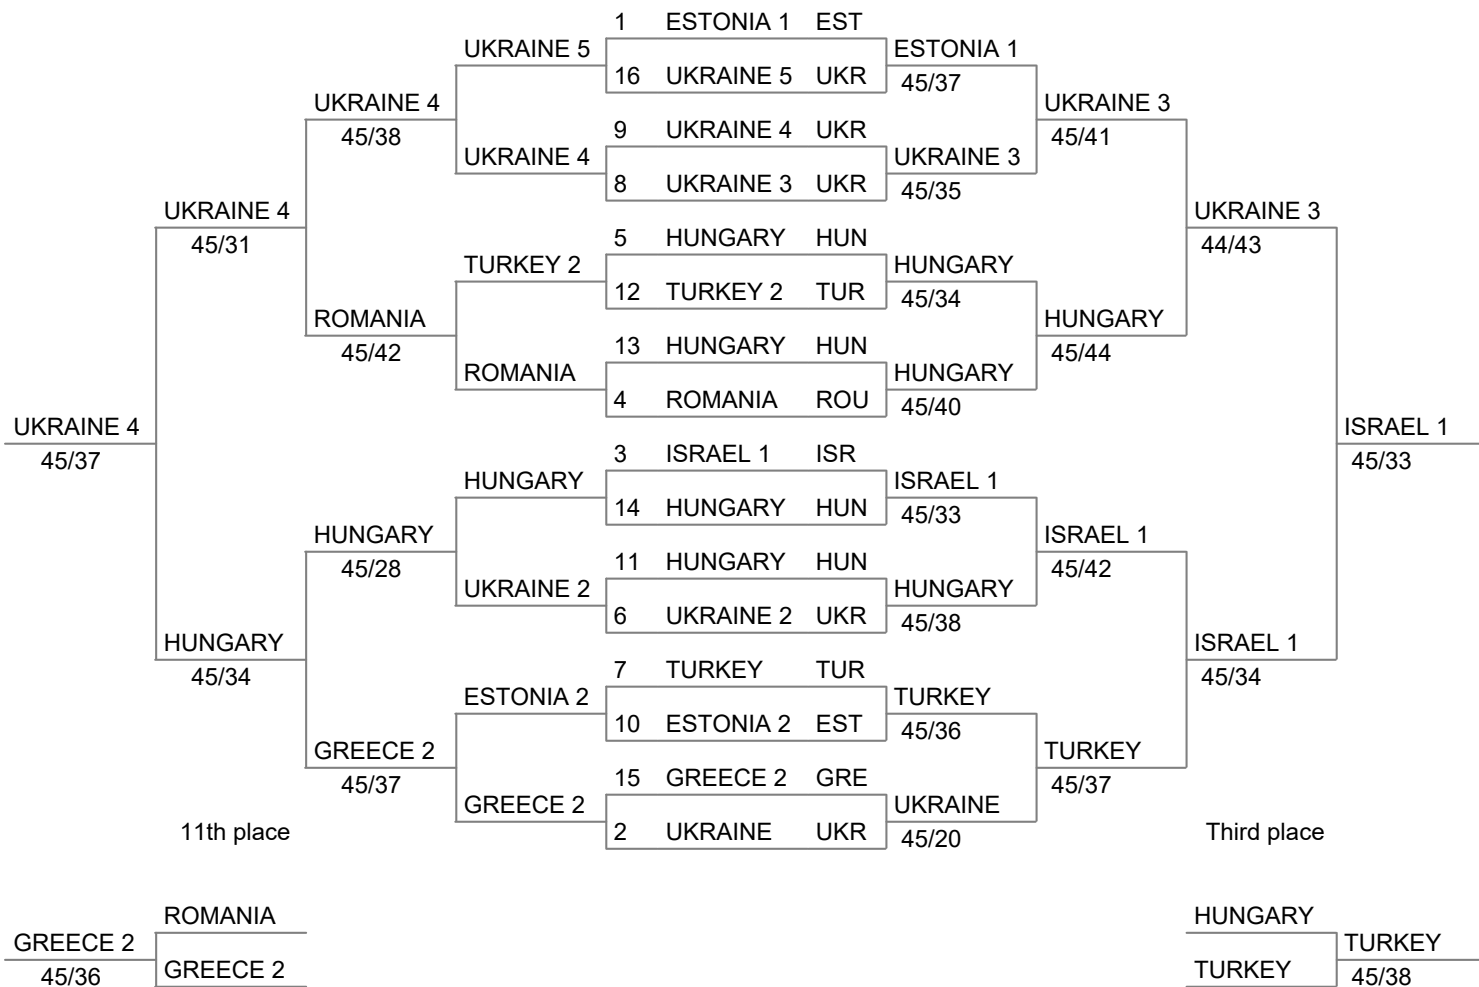 1 ESTONIA 1 EST
UKRAINE 5 ESTONIA 1
16 UKRAINE 5 UKR 45/37
UKRAINE 4 UKRAINE 3
45/38 9 UKRAINE 4 UKR 45/41
UKRAINE 4 UKRAINE 3
8 UKRAINE 3 UKR 45/35
UKRAINE 4 UKRAINE 3
45/31 5 HUNGARY HUN 44/43
TURKEY 2 HUNGARY
12 TURKEY 2 TUR 45/34
ROMANIA HUNGARY
45/42 13 HUNGARY HUN 45/44
ROMANIA HUNGARY
4 ROMANIA ROU 45/40
UKRAINE 4 ISRAEL 1
45/37 3 ISRAEL 1 ISR 45/33
HUNGARY ISRAEL 1
14 HUNGARY HUN 45/33
HUNGARY ISRAEL 1
45/28 11 HUNGARY HUN 45/42
UKRAINE 2 HUNGARY
6 UKRAINE 2 UKR 45/38
HUNGARY ISRAEL 1
45/34 7 TURKEY TUR 45/34
ESTONIA 2 TURKEY
10 ESTONIA 2 EST 45/36
GREECE 2 TURKEY
45/37 15 GREECE 2 GRE 45/37
GREECE 2 UKRAINE
11th place 2 UKRAINE UKR 45/20 Third place
ROMANIA HUNGARY
GREECE 2 TURKEY
45/36 GREECE 2 TURKEY 45/38